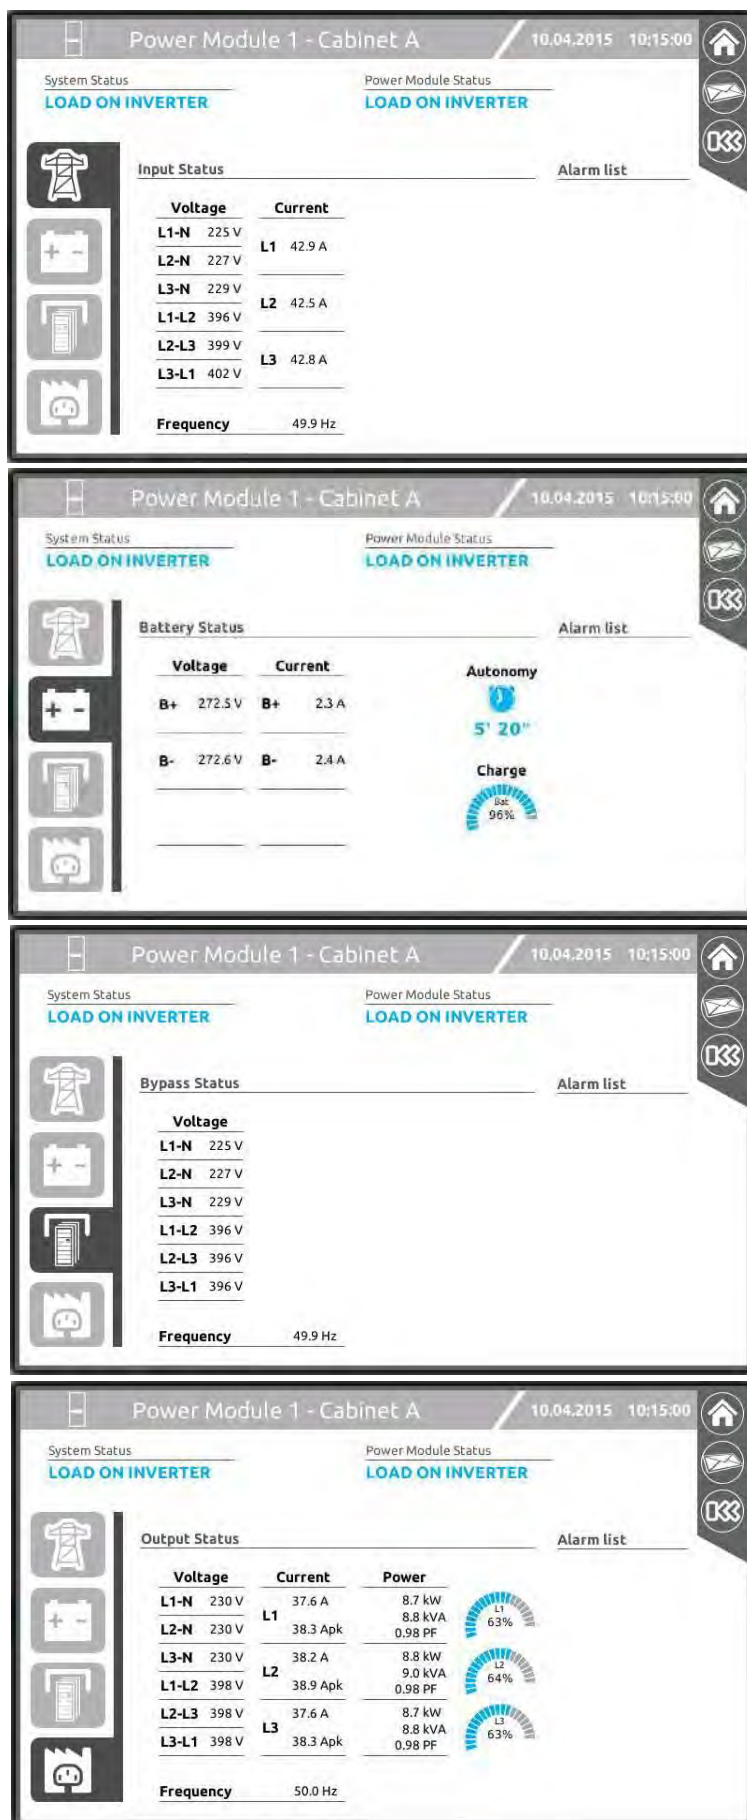 Power Module 1 - Cabinet A 10.04.2015 10:15:00
System Status Power Module Status
LOAD ON INVERTER LOAD ON INVERTER
Input Status Alarm list
Voltage Current
L1-N 225 V
L1 42.9 A
L2-N 227 V
L3-N 229 V
L2 42.5 A
L1-L2 396 V
L2-L3 399 V
L3 42.8 A
L3-L1 402 V
Frequency 49.9 Hz
Power Module 1 - Cabinet A 10.04.2015 10:15:00
System Status Power Module Status
LOAD ON INVERTER LOAD ON INVERTER
Battery Status Alarm list
Voltage Current
Autonomy
B+ 272.5 V B+ 2.3 A
5' 20"
B- 272.6 V B- 2.4 A
Charge
Bat
96%
Power Module 1 - Cabinet A 10.04.2015 10:15:00
System Status Power Module Status
LOAD ON INVERTER LOAD ON INVERTER
Bypass Status Alarm list
Voltage
L1-N 225 V
L2-N 227 V
L3-N 229 V
L1-L2 396 V
L2-L3 396 V
L3-L1 396 V
Frequency 49.9 Hz
Power Module 1 - Cabinet A 10.04.2015 10:15:00
System Status Power Module Status
LOAD ON INVERTER LOAD ON INVERTER
Output Status Alarm list
Voltage Current Power
L1-N 230 V 37.6 A 8.7 kW
L1 8.8 kVA L1
63%
L2-N 230 V 38.3 Apk 0.98 PF
L3-N 230 V 38.2 A 8.8 kW
L2 9.0 kVA L2
64%
L1-L2 398 V 38.9 Apk 0.98 PF
L2-L3 398 V 37.6 A 8.7 kW
L3 8.8 kVA L3
63%
L3-L1 398 V 38.3 Apk 0.98 PF
Frequency 50.0 Hz